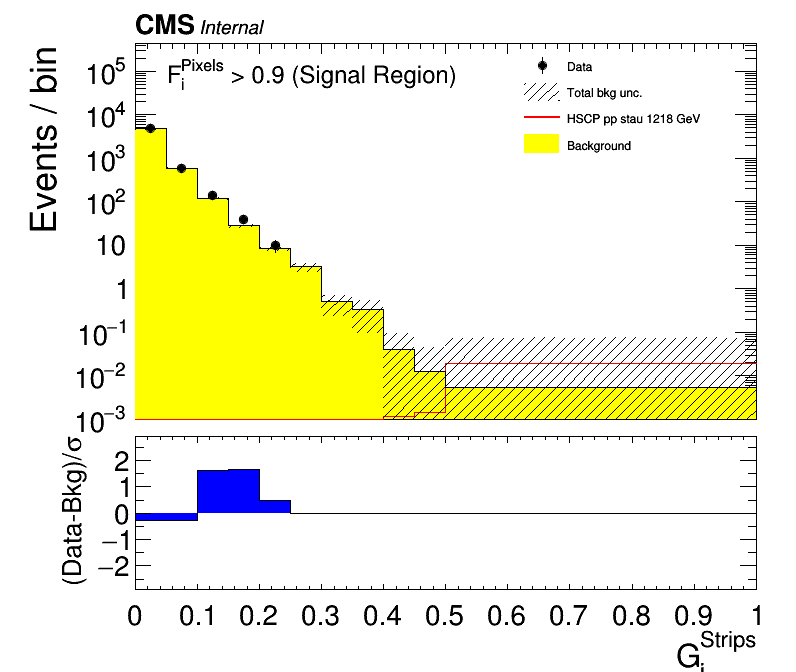 CMS Internal
Events / bin
F_i^Pixels > 0.9 (Signal Region)
Data
Total bkg unc.
HSCP pp stau 1218 GeV
Background
10^5
10^4
10^3
10^2
10
1
10^−1
10^−2
10^−3
(Data-Bkg)/σ
2
1
0
−1
−2
0 0.1 0.2 0.3 0.4 0.5 0.6 0.7 0.8 0.9 1
G_i^Strips